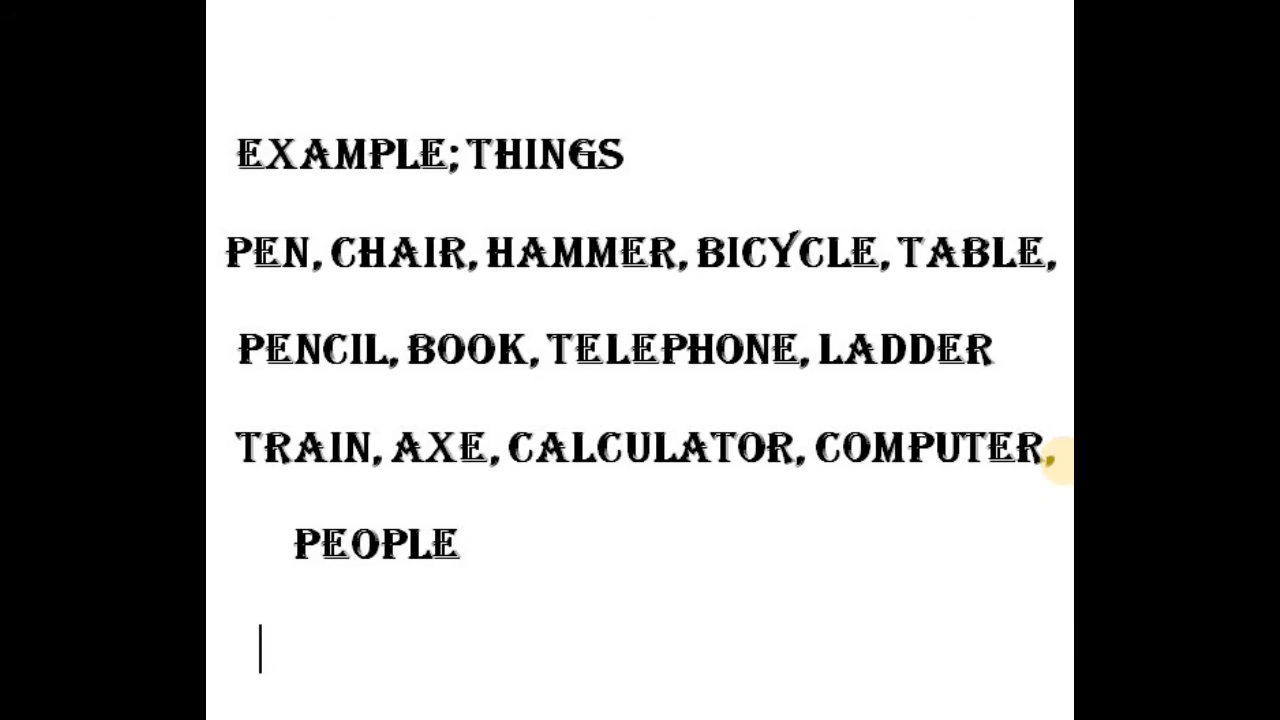 EXAMPLE; THINGS
PEN, CHAIR, HAMMER, BICYCLE, TABLE,
PENCIL, BOOK, TELEPHONE, LADDER
TRAIN, AXE, CALCULATOR, COMPUTER,
PEOPLE